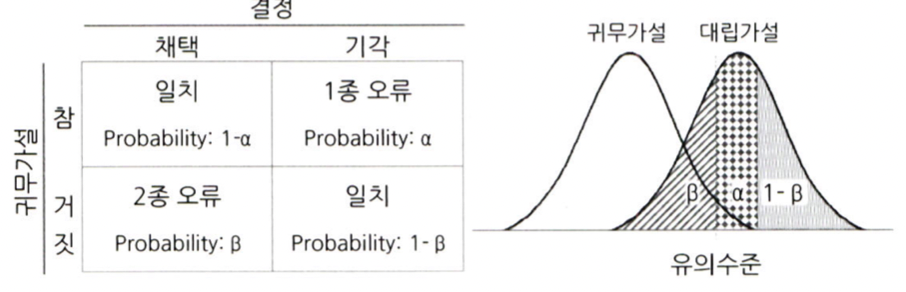 결정
채택 기각
귀무가설
참
일치 1종 오류
Probability: 1-α Probability: α
거짓
2종 오류 일치
Probability: β Probability: 1- β
귀무가설 대립가설
β α 1- β
유의수준